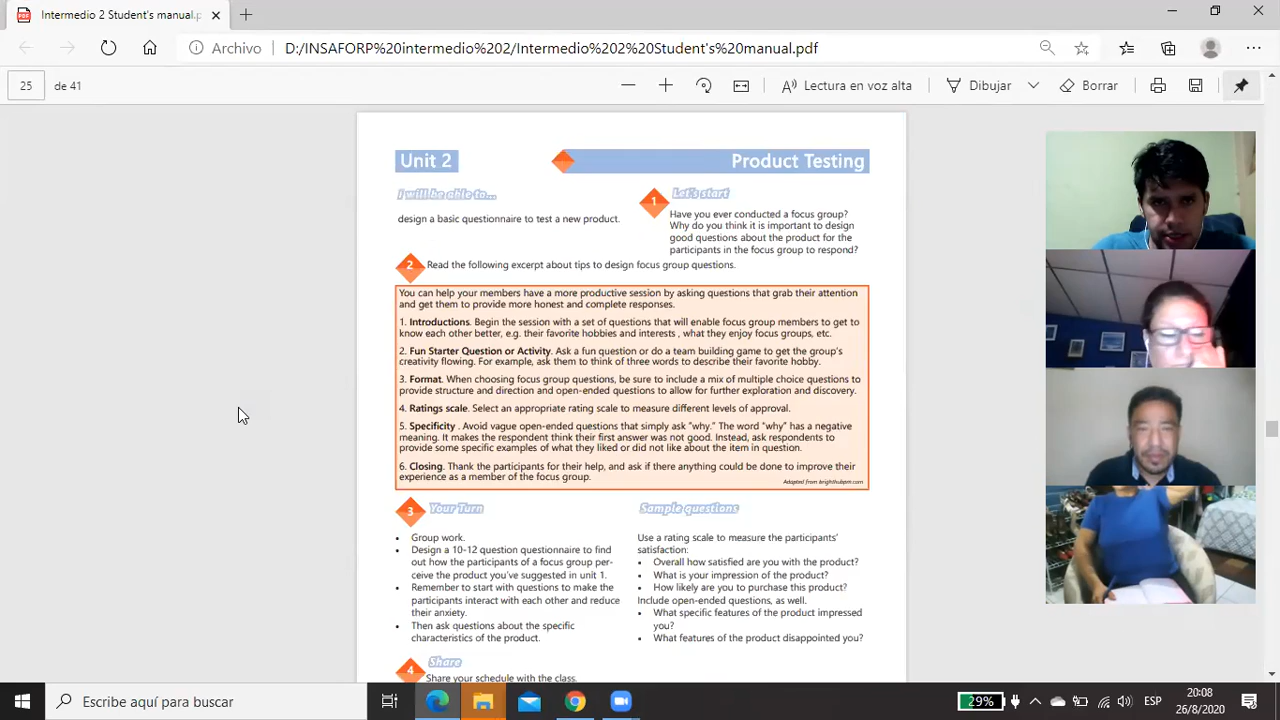 Intermedio 2 Student's manual.p
Archivo
D:/INSAFORP%20intermedio%202/Intermedio%202%20Student's%20manual.pdf
25
de 41
Lectura en voz alta
Dibujar
Borrar
Unit 2
Product Testing
I will be able to...
design a basic questionnaire to test a new product.
1
Let's start
Have you ever conducted a focus group?
Why do you think it is important to design
good questions about the product for the
participants in the focus group to respond?
2
Read the following excerpt about tips to design focus group questions.
You can help your members have a more productive session by asking questions that grab their attention
and get them to provide more honest and complete responses.
1. Introductions. Begin the session with a set of questions that will enable focus group members to get to
know each other better, e.g. their favorite hobbies and interests , what they enjoy focus groups, etc.
2. Fun Starter Question or Activity. Ask a fun question or do a team building game to get the group's
creativity flowing. For example, ask them to think of three words to describe their favorite hobby.
3. Format. When choosing focus group questions, be sure to include a mix of multiple choice questions to
provide structure and direction and open-ended questions to allow for further exploration and discovery.
4. Ratings scale. Select an appropriate rating scale to measure different levels of approval.
5. Specificity . Avoid vague open-ended questions that simply ask "why." The word "why" has a negative
meaning. It makes the respondent think their first answer was not good. Instead, ask respondents to
provide some specific examples of what they liked or did not like about the item in question.
6. Closing. Thank the participants for their help, and ask if there anything could be done to improve their
experience as a member of the focus group.
Adapted from brighthubpm.com
3
Your Turn
• Group work.
• Design a 10-12 question questionnaire to find
out how the participants of a focus group per-
ceive the product you've suggested in unit 1.
• Remember to start with questions to make the
participants interact with each other and reduce
their anxiety.
• Then ask questions about the specific
characteristics of the product.
Sample questions
Use a rating scale to measure the participants'
satisfaction:
• Overall how satisfied are you with the product?
• What is your impression of the product?
• How likely are you to purchase this product?
Include open-ended questions, as well.
• What specific features of the product impressed
you?
• What features of the product disappointed you?
4
Share
Share your schedule with the class.
Escribe aquí para buscar
29%
ESP
20:08
26/8/2020